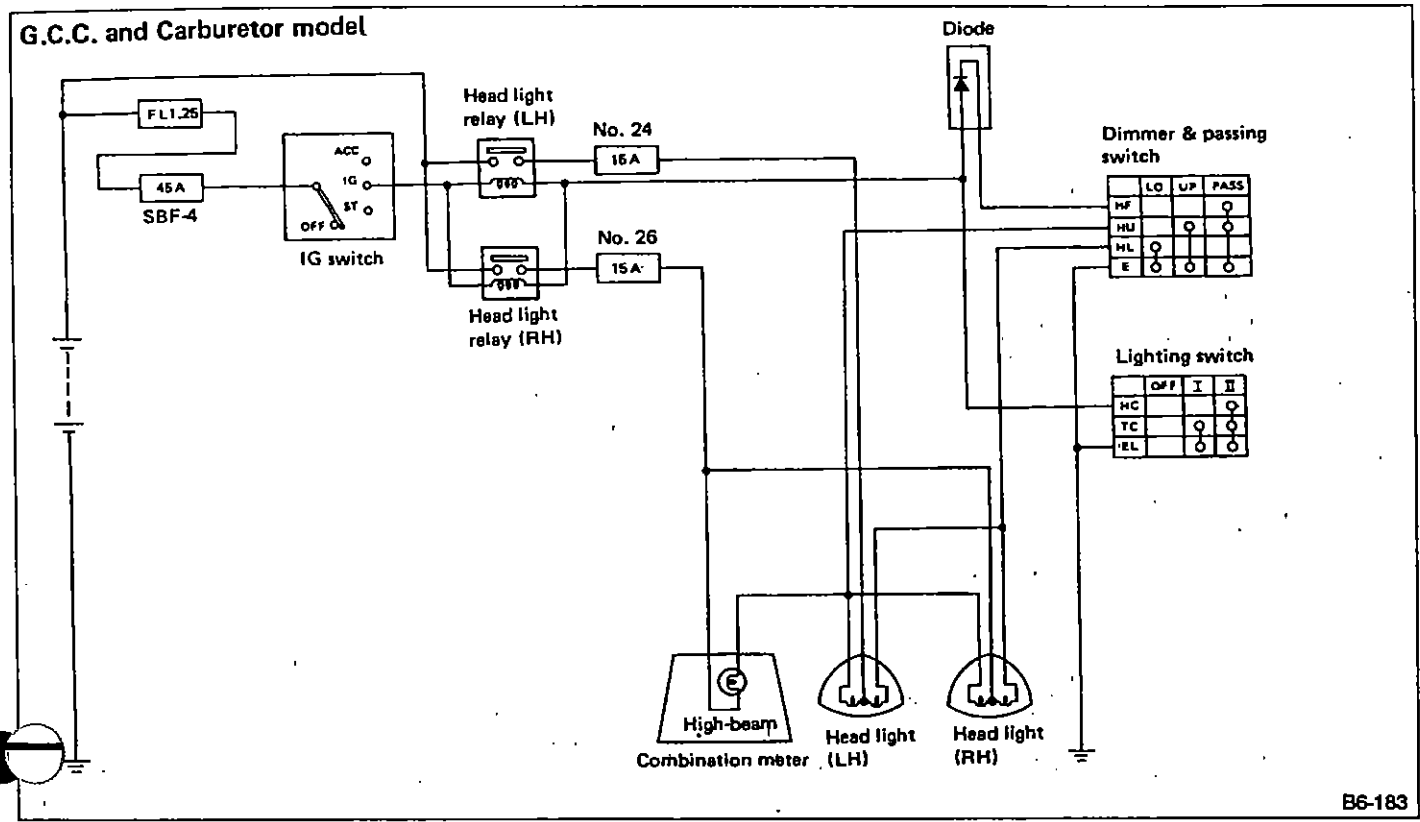 G.C.C. and Carburetor model
Diode
Head light
relay (LH)
FL1.25
No. 24
15A
Dimmer & passing
switch
ACC
IG
ST
OFF
IG switch
45A
SBF-4
LO UP PASS
HF
HU
HL
E
No. 26
15A
Head light
relay (RH)
Lighting switch
OFF I II
HC
TC
EL
High-beam
Combination meter
Head light
(LH)
Head light
(RH)
B6-183